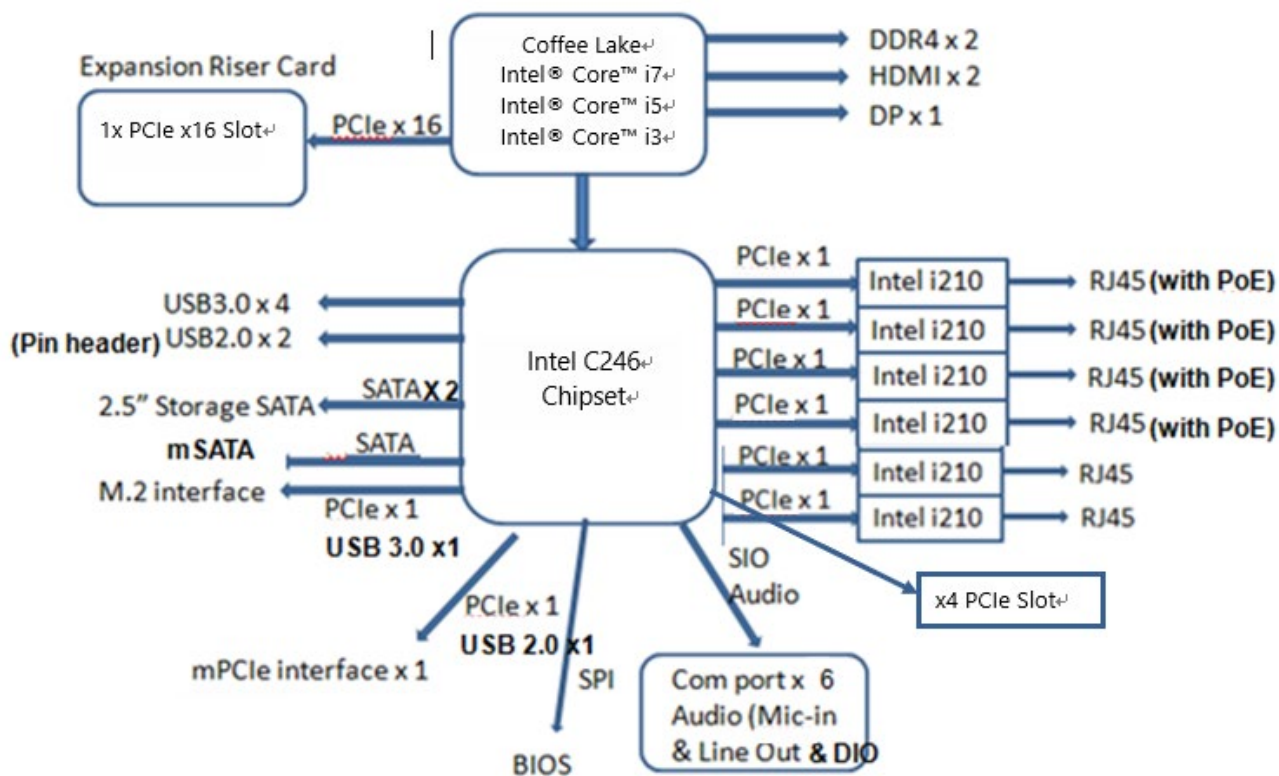 Coffee Lake
Intel® Core™ i7
Intel® Core™ i5
Intel® Core™ i3
DDR4 x 2
HDMI x 2
DP x 1
Expansion Riser Card
1x PCIe x16 Slot
PCIe x 16
Intel C246
Chipset
USB3.0 x 4
(Pin header) USB2.0 x 2
SATA X 2
2.5” Storage SATA
mSATA
SATA
M.2 interface
PCIe x 1
USB 3.0 x1
PCIe x 1
USB 2.0 x1
mPCIe interface x 1
SPI
BIOS
PCIe x 1
Intel i210
RJ45 (with PoE)
PCIe x 1
Intel i210
RJ45 (with PoE)
PCIe x 1
Intel i210
RJ45 (with PoE)
PCIe x 1
Intel i210
RJ45 (with PoE)
PCIe x 1
Intel i210
RJ45
PCIe x 1
Intel i210
RJ45
SIO
Audio
x4 PCIe Slot
Com port x 6
Audio (Mic-in
& Line Out & DIO